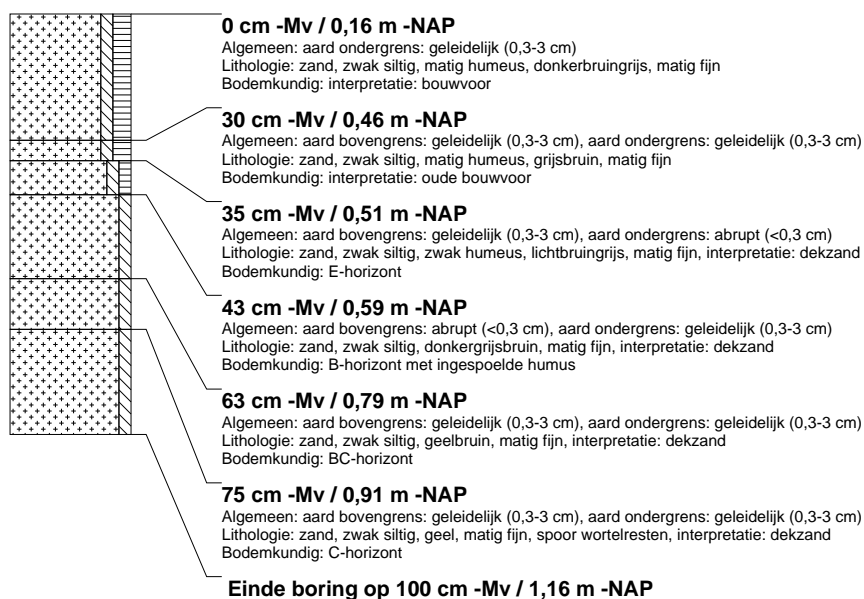 0 cm -Mv / 0,16 m -NAP
Algemeen: aard ondergrens: geleidelijk (0,3-3 cm)
Lithologie: zand, zwak siltig, matig humeus, donkerbruingrijs, matig fijn
Bodemkundig: interpretatie: bouwvoor
30 cm -Mv / 0,46 m -NAP
Algemeen: aard bovengrens: geleidelijk (0,3-3 cm), aard ondergrens: geleidelijk (0,3-3 cm)
Lithologie: zand, zwak siltig, matig humeus, grijsbruin, matig fijn
Bodemkundig: interpretatie: oude bouwvoor
35 cm -Mv / 0,51 m -NAP
Algemeen: aard bovengrens: geleidelijk (0,3-3 cm), aard ondergrens: abrupt (<0,3 cm)
Lithologie: zand, zwak siltig, zwak humeus, lichtbruingrijs, matig fijn, interpretatie: dekzand
Bodemkundig: E-horizont
43 cm -Mv / 0,59 m -NAP
Algemeen: aard bovengrens: abrupt (<0,3 cm), aard ondergrens: geleidelijk (0,3-3 cm)
Lithologie: zand, zwak siltig, donkergrijsbruin, matig fijn, interpretatie: dekzand
Bodemkundig: B-horizont met ingespoelde humus
63 cm -Mv / 0,79 m -NAP
Algemeen: aard bovengrens: geleidelijk (0,3-3 cm), aard ondergrens: geleidelijk (0,3-3 cm)
Lithologie: zand, zwak siltig, geelbruin, matig fijn, interpretatie: dekzand
Bodemkundig: BC-horizont
75 cm -Mv / 0,91 m -NAP
Algemeen: aard bovengrens: geleidelijk (0,3-3 cm), aard ondergrens: geleidelijk (0,3-3 cm)
Lithologie: zand, zwak siltig, geel, matig fijn, spoor wortelresten, interpretatie: dekzand
Bodemkundig: C-horizont
Einde boring op 100 cm -Mv / 1,16 m -NAP